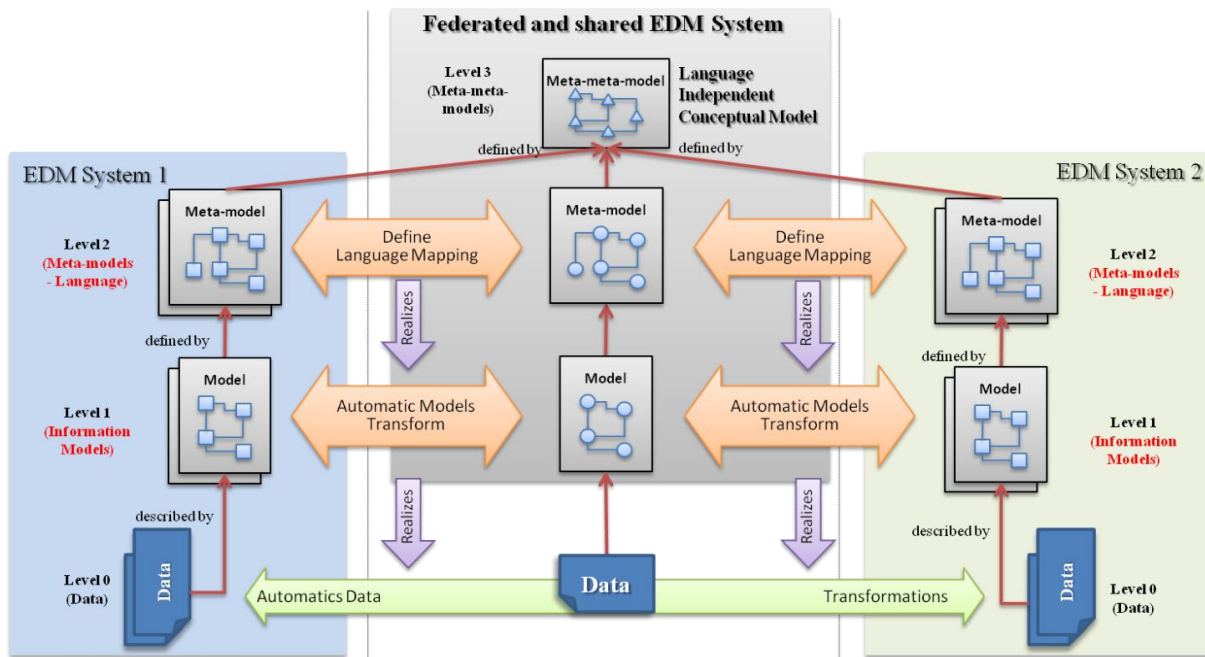 Federated and shared EDM System
Level 3
(Meta-meta-
models)
Meta-meta-model
Language
Independent
Conceptual Model
defined by
defined by
EDM System 1
Level 2
(Meta-models
- Language)
Meta-model
Define
Language Mapping
Meta-model
Define
Language Mapping
EDM System 2
Meta-model
Level 2
(Meta-models
- Language)
Realizes
Realizes
defined by
defined by
Level 1
(Information
Models)
Model
Automatic Models
Transform
Model
Automatic Models
Transform
Model
Level 1
(Information
Models)
Realizes
Realizes
described by
described by
Level 0
(Data)
Data
Automatics Data
Data
Transformations
Data
Level 0
(Data)